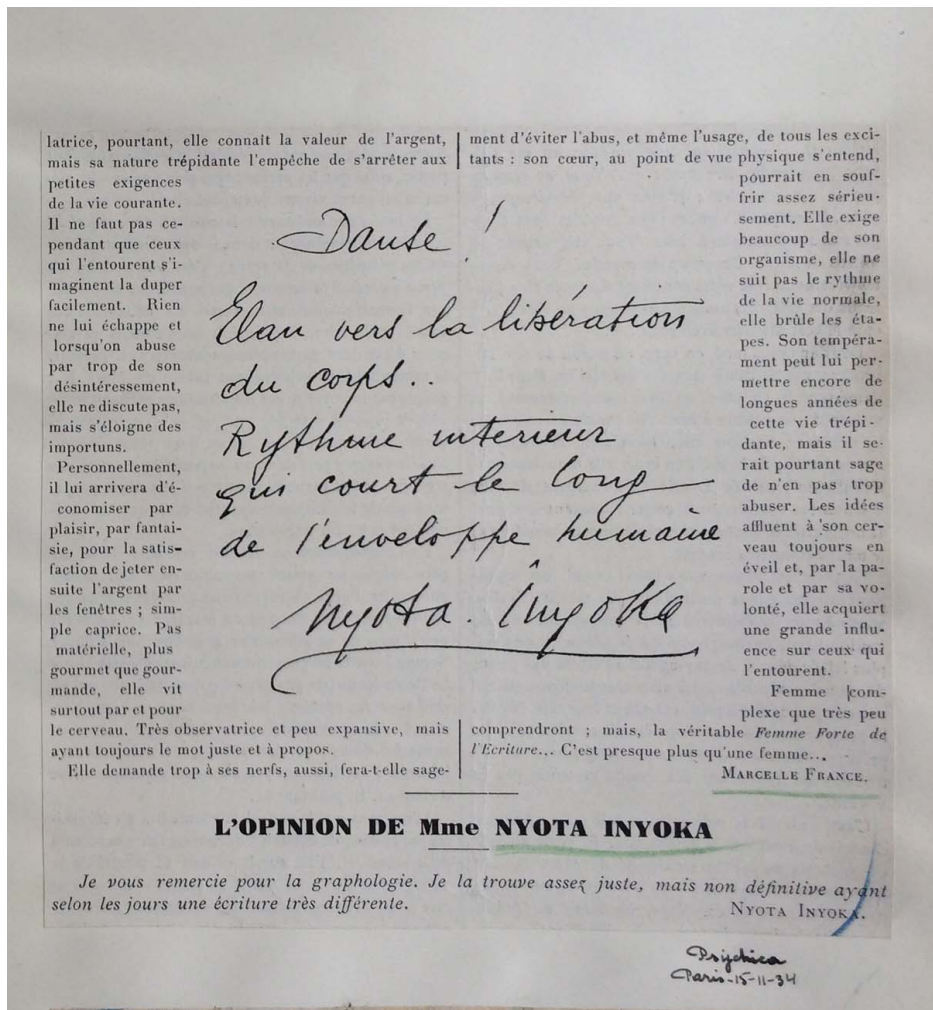 latrice, pourtant, elle connaît la valeur de l'argent,
mais sa nature trépidante l'empêche de s'arrêter aux
petites exigences
de la vie courante.
Il ne faut pas ce-
pendant que ceux
qui l'entourent s'i-
maginent la duper
facilement. Rien
ne lui échappe et
lorsqu'on abuse
par trop de son
désintéressement,
elle ne discute pas,
mais s'éloigne des
importuns.
Personnellement,
il lui arrivera d'é-
conomiser par
plaisir, par fantai-
sie, pour la satis-
faction de jeter en-
suite l'argent par
les fenêtres ; sim-
ple caprice. Pas
matérielle, plus
gourmet que gour-
mande, elle vit
surtout par et pour
le cerveau. Très observatrice et peu expansive, mais
ayant toujours le mot juste et à propos.
Elle demande trop à ses nerfs, aussi, fera-t-elle sage-
Danse !
Elan vers la libération
du corps..
Rythme interieur
qui court le long
de l'enveloppe humaine
Nyota. Inyoka
ment d'éviter l'abus, et même l'usage, de tous les exci-
tants : son cœur, au point de vue physique s'entend,
pourrait en souf-
frir assez sérieu-
sement. Elle exige
beaucoup de son
organisme, elle ne
suit pas le rythme
de la vie normale,
elle brûle les éta-
pes. Son tempéra-
ment peut lui per-
mettre encore de
longues années de
cette vie trépi-
dante, mais il se-
rait pourtant sage
de n'en pas trop
abuser. Les idées
affluent à son cer-
veau toujours en
éveil et, par la pa-
role et par sa vo-
lonté, elle acquiert
une grande influ-
ence sur ceux qui
l'entourent.
Femme com-
plexe que très peu
comprendront ; mais, la véritable Femme Forte de
l'Ecriture... C'est presque plus qu'une femme...
MARCELLE FRANCE.
L'OPINION DE Mme NYOTA INYOKA
Je vous remercie pour la graphologie. Je la trouve assez juste, mais non définitive ayant
selon les jours une écriture très différente.
NYOTA INYOKA.
Psychica
Paris-15-11-34